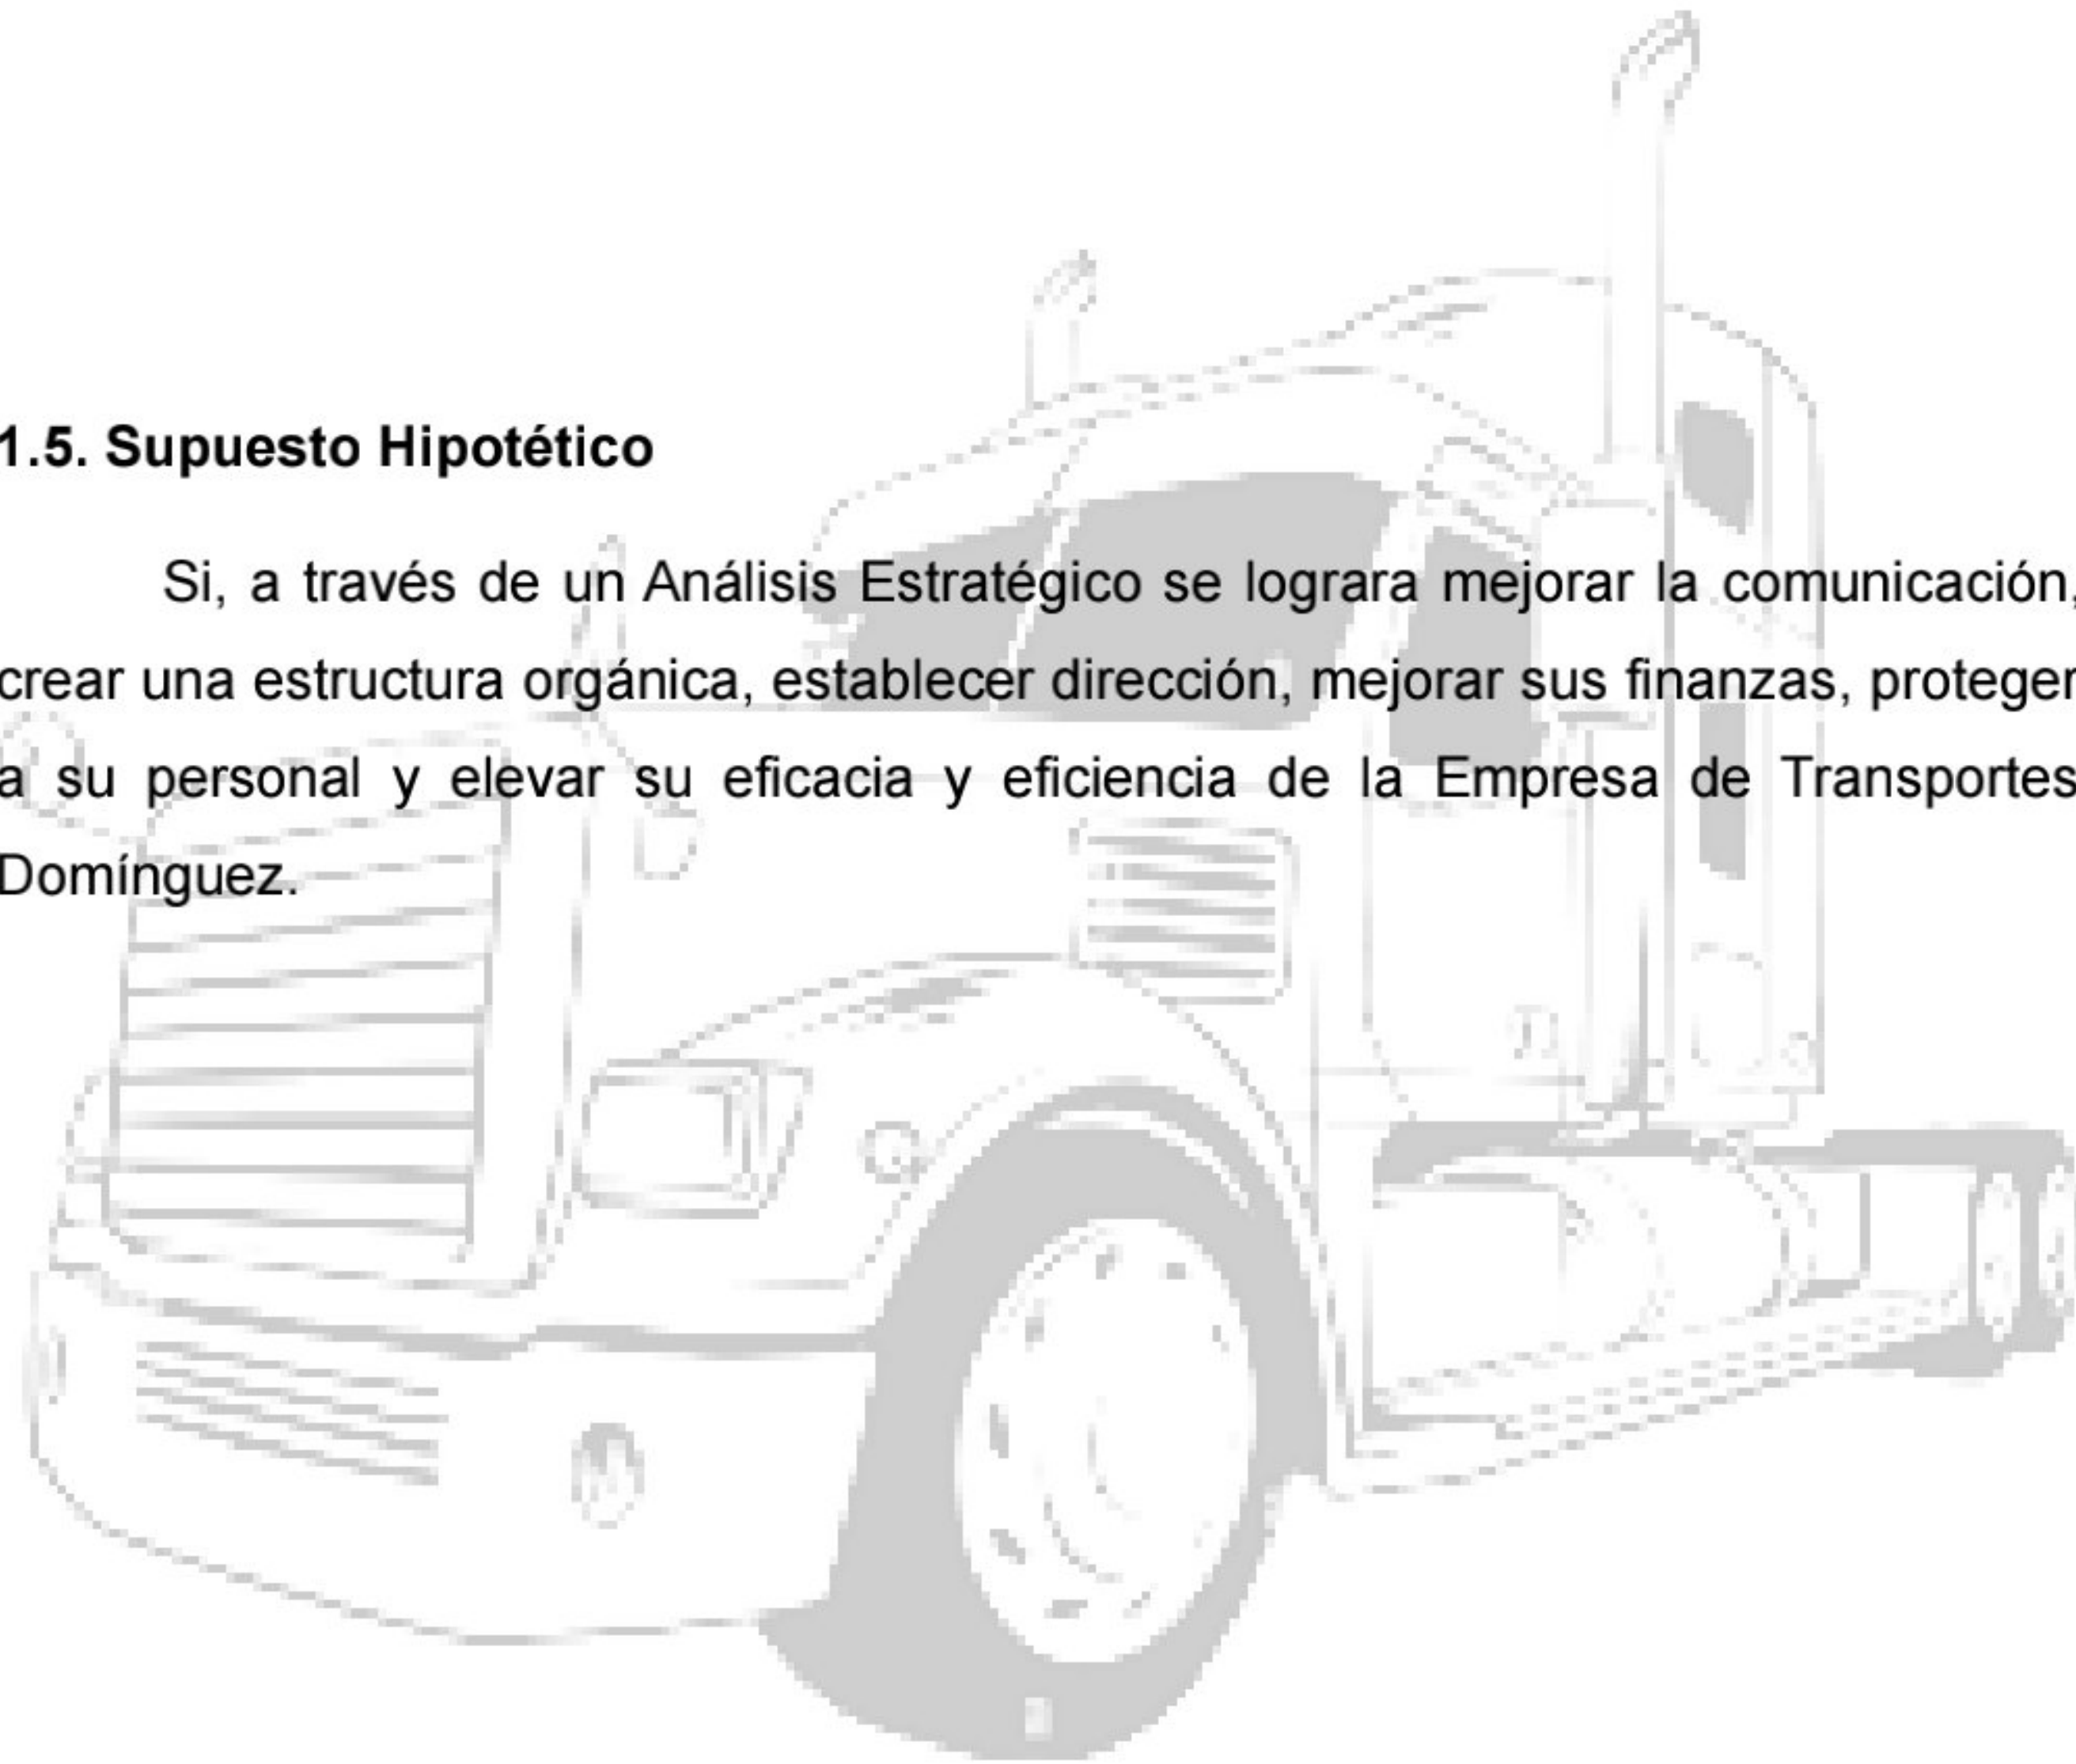 1.5. Supuesto Hipotético
Si, a través de un Análisis Estratégico se lograra mejorar la comunicación,
crear una estructura orgánica, establecer dirección, mejorar sus finanzas, proteger
a su personal y elevar su eficacia y eficiencia de la Empresa de Transportes
Domínguez.